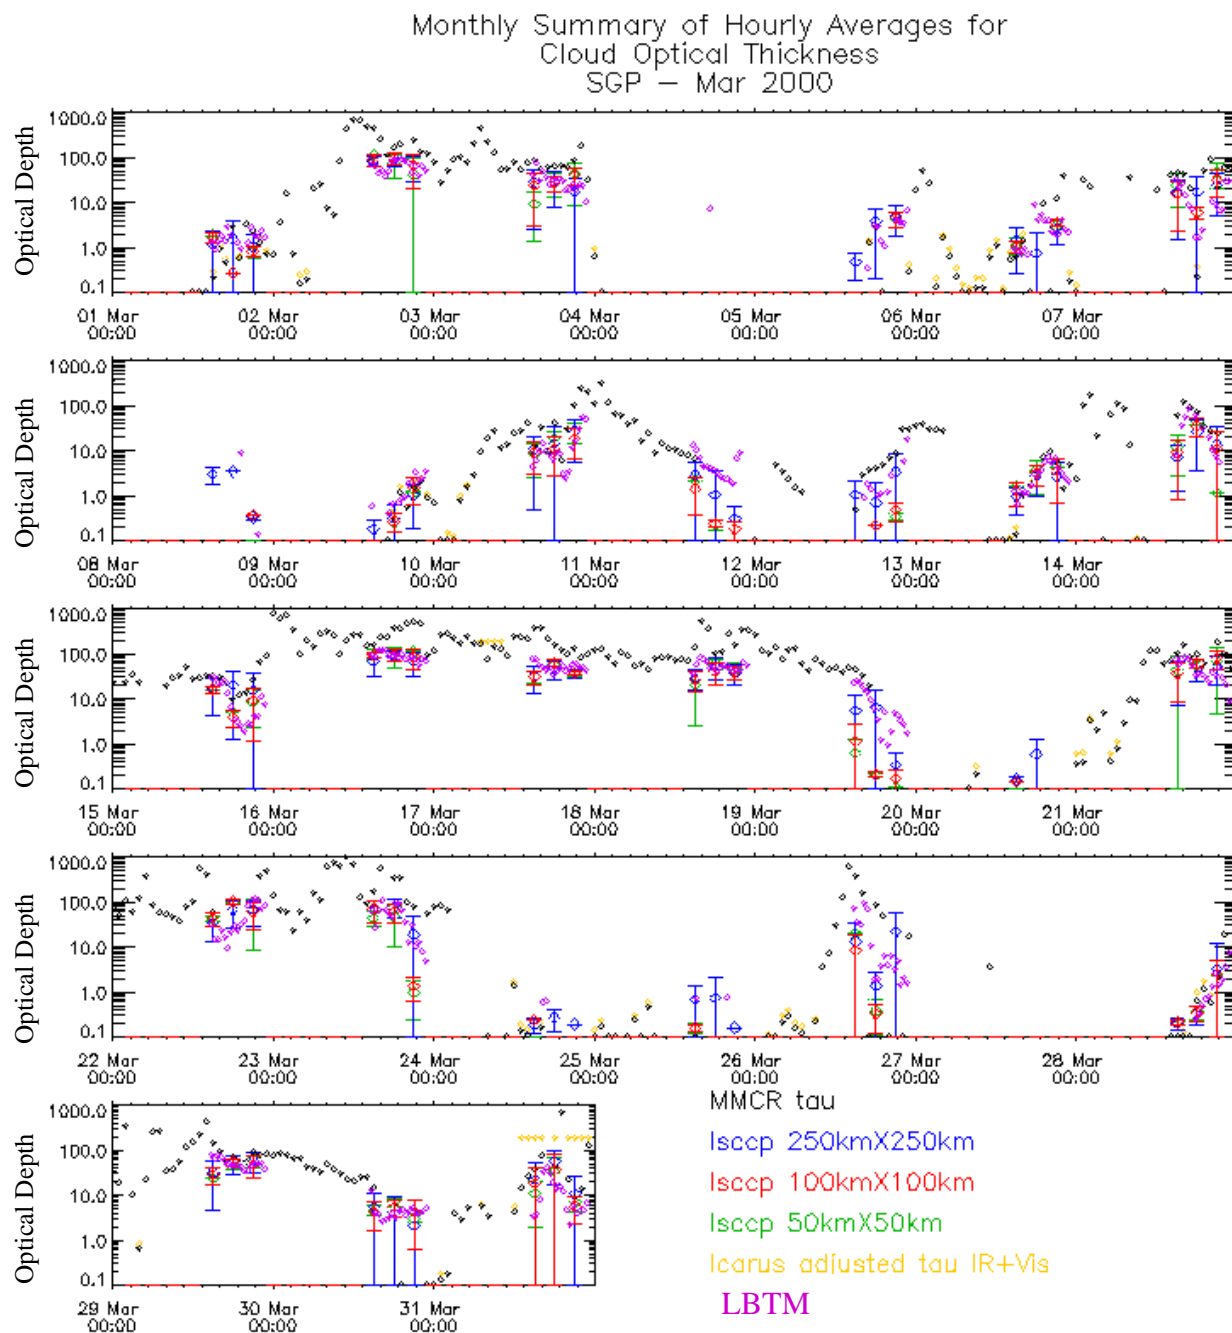 Monthly Summary of Hourly Averages for
Cloud Optical Thickness
SGP – Mar 2000
Optical Depth
1000.0
100.0
10.0
1.0
0.1
01 Mar 02 Mar 03 Mar 04 Mar 05 Mar 06 Mar 07 Mar
00:00 00:00 00:00 00:00 00:00 00:00 00:00
Optical Depth
1000.0
100.0
10.0
1.0
0.1
08 Mar 09 Mar 10 Mar 11 Mar 12 Mar 13 Mar 14 Mar
00:00 00:00 00:00 00:00 00:00 00:00 00:00
Optical Depth
1000.0
100.0
10.0
1.0
0.1
15 Mar 16 Mar 17 Mar 18 Mar 19 Mar 20 Mar 21 Mar
00:00 00:00 00:00 00:00 00:00 00:00 00:00
Optical Depth
1000.0
100.0
10.0
1.0
0.1
22 Mar 23 Mar 24 Mar 25 Mar 26 Mar 27 Mar 28 Mar
00:00 00:00 00:00 00:00 00:00 00:00 00:00
Optical Depth
1000.0
100.0
10.0
1.0
0.1
29 Mar 30 Mar 31 Mar
00:00 00:00 00:00
MMCR tau
Isccp 250kmX250km
Isccp 100kmX100km
Isccp 50kmX50km
Icarus adjusted tau IR+Vis
LBTM